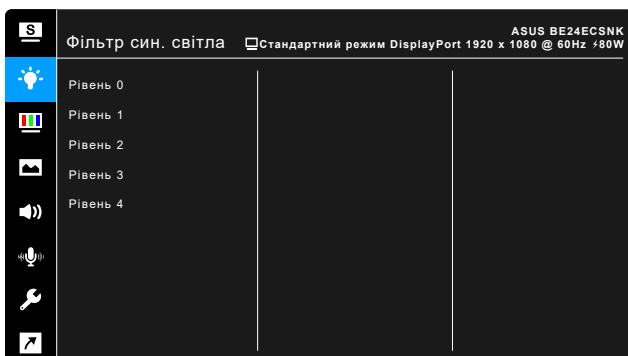 S
ASUS BE24ECSNK
Фільтр син. світла
Стандартний режим DisplayPort 1920 x 1080 @ 60Hz ⚡80W
Рівень 0
Рівень 1
Рівень 2
Рівень 3
Рівень 4